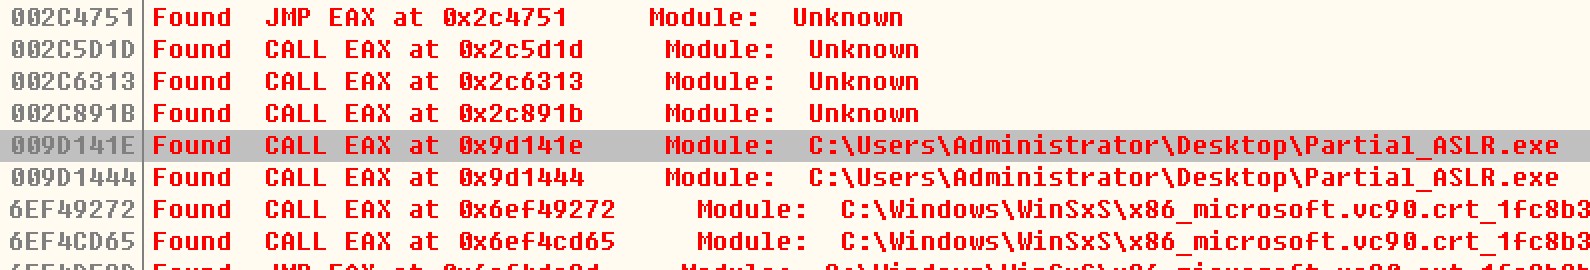 002C4751 Found JMP EAX at 0x2c4751 Module: Unknown
002C5D1D Found CALL EAX at 0x2c5d1d Module: Unknown
002C6313 Found CALL EAX at 0x2c6313 Module: Unknown
002C891B Found CALL EAX at 0x2c891b Module: Unknown
009D141E Found CALL EAX at 0x9d141e Module: C:\Users\Administrator\Desktop\Partial_ASLR.exe
009D1444 Found CALL EAX at 0x9d1444 Module: C:\Users\Administrator\Desktop\Partial_ASLR.exe
6EF49272 Found CALL EAX at 0x6ef49272 Module: C:\Windows\WinSxS\x86_microsoft.vc90.crt_1fc8b3
6EF4CD65 Found CALL EAX at 0x6ef4cd65 Module: C:\Windows\WinSxS\x86_microsoft.vc90.crt_1fc8b3
Found JMP EAX at